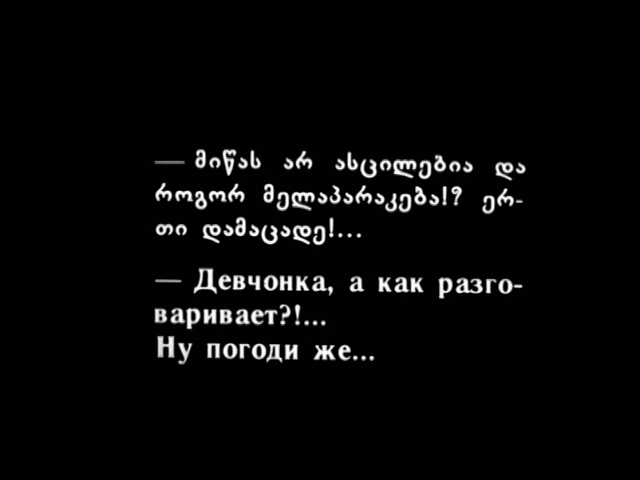 — მიწას არ ასცილებია და
როგორ მელაპარაკება!? ერ-
თი დამაცადე!...
— Девчонка, а как разго-
варивает?!...
Ну погоди же...